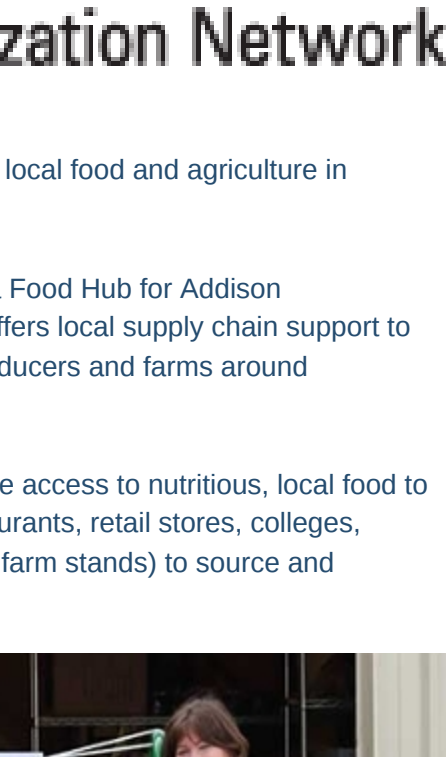 zation Network
local food and agriculture in
Food Hub for Addison
ffers local supply chain support to
ducers and farms around
e access to nutritious, local food to
urants, retail stores, colleges,
farm stands) to source and